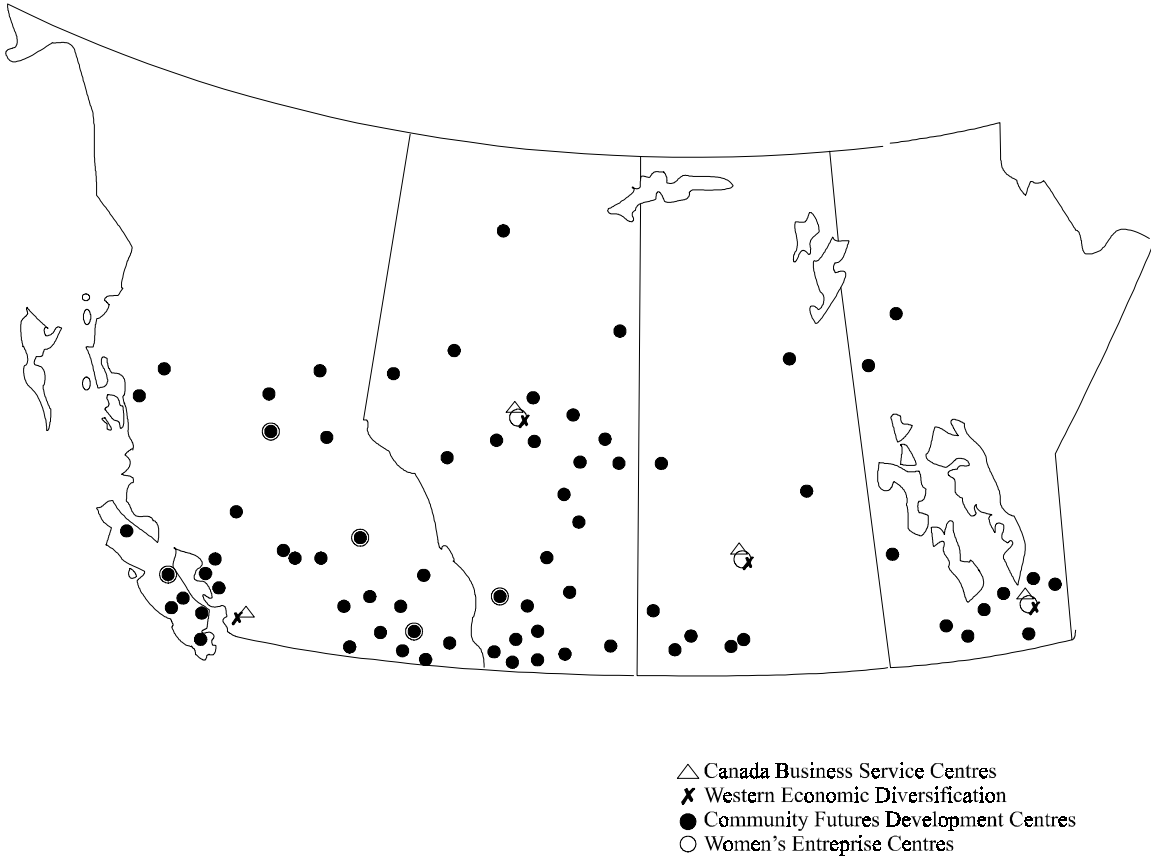 Canada Business Service Centres
Western Economic Diversification
Community Futures Development Centres
Women's Entreprise Centres